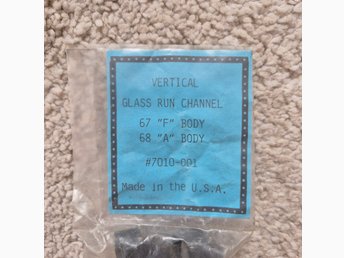 VERTICAL
GLASS RUN CHANNEL
67 "F" BODY
68 "A" BODY
#7010-001
Made in the U.S.A.